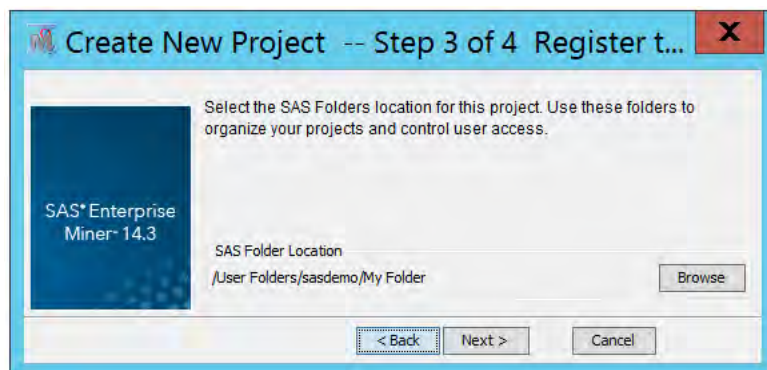 Create New Project -- Step 3 of 4 Register t...
X
Select the SAS Folders location for this project. Use these folders to
organize your projects and control user access.
SAS® Enterprise
Miner™ 14.3
SAS Folder Location
/User Folders/sasdemo/My Folder
Browse
< Back
Next >
Cancel